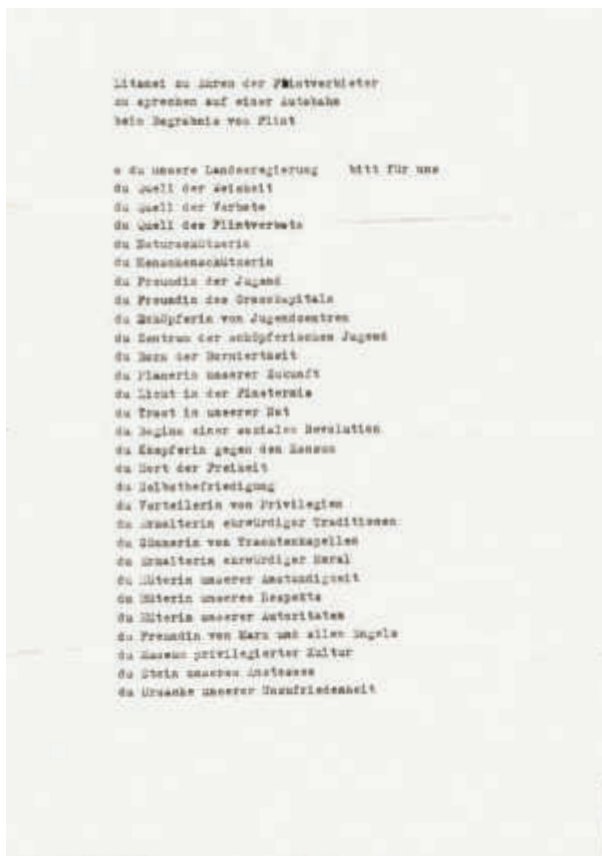 Litanei zu Ehren der Flintverbieter
zu sprechen auf einer Autobahn
beim Begräbnis von Flint
o du unsere Landesregierung bitt für uns
du Quell der Weisheit
du Quell der Verbote
du Quell des Flintverbots
du Naturschützerin
du Menschenschützerin
du Freundin der Jugend
du Freundin des Grosskapitals
du Schöpferin von Jugendzentren
du Zentrum der schöpferischen Jugend
du Born der Borniertheit
du Planerin unserer Zukunft
du Licht in der Finsternis
du Trost in unserer Not
du Beginn einer sozialen Revolution
du Kämpferin gegen den Konsum
du Hort der Freiheit
du Selbstbefriedigung
du Verteilerin von Privilegien
du Erhalterin ehrwürdiger Traditionen
du Gönnerin von Trachtenkapellen
du Erhalterin ehrwürdiger Moral
du Hüterin unserer Anständigkeit
du Hüterin unseres Respekts
du Hüterin unserer Autoritäten
du Freundin von Marx und allen Engels
du Museum privilegierter Kultur
du Stein unseres Anstosses
du Ursache unserer Unzufriedenheit